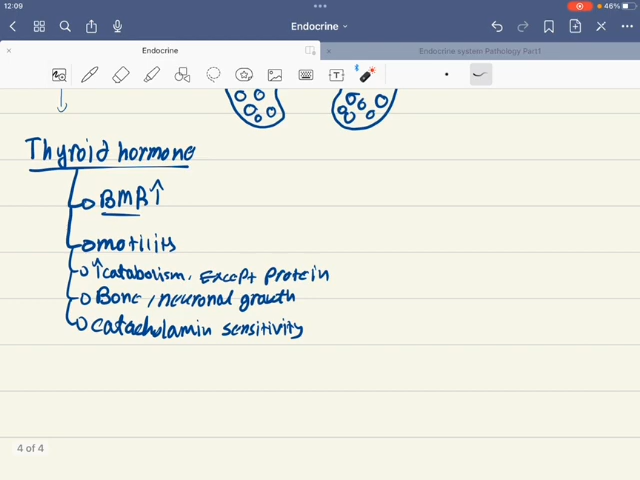 12:09
46%
Endocrine
Endocrine
Endocrine system Pathology Part1
Thyroid hormone
BMR↑
motility
↑catabolism. Except protein
Bone / neuronal growth
catacholamin sensitivity
4 of 4